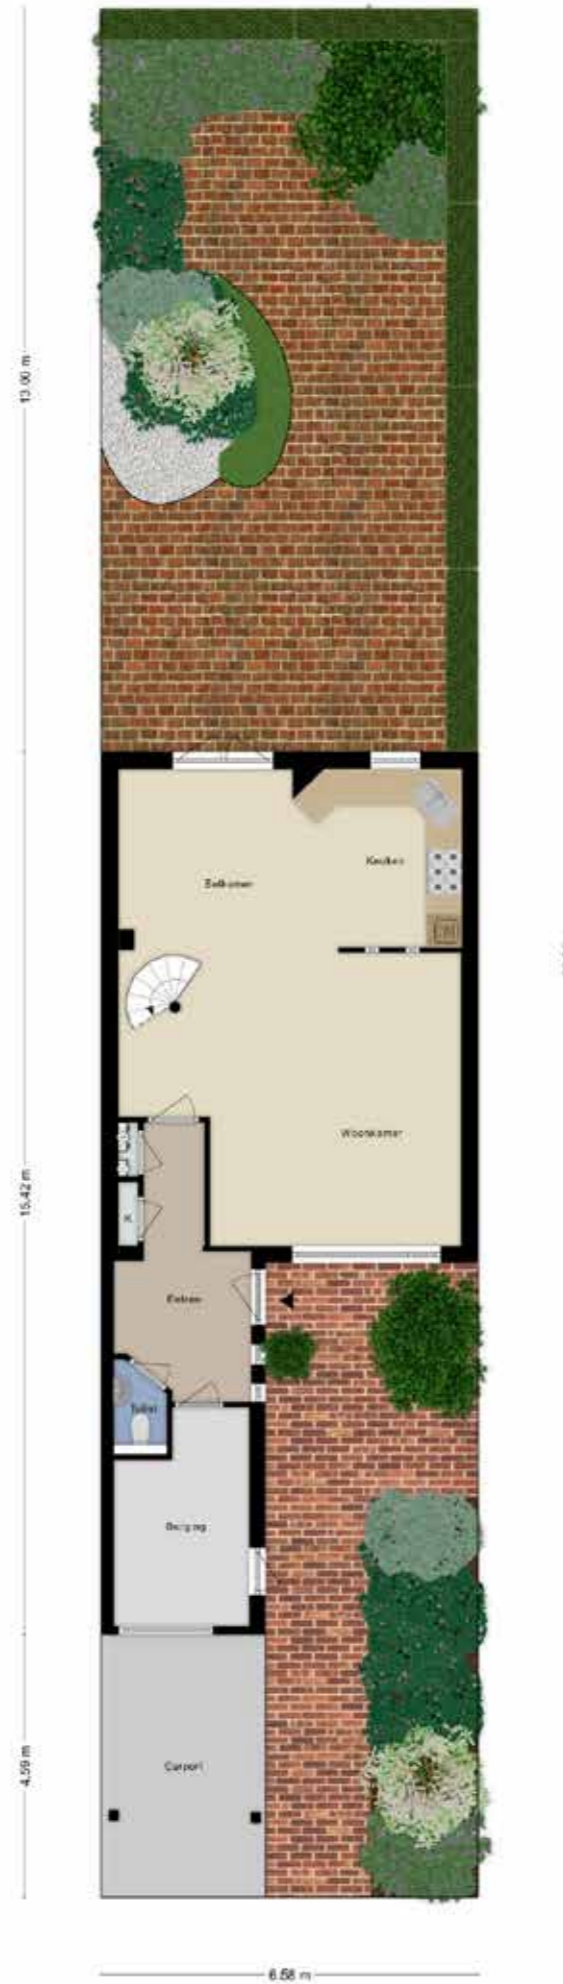 13.00 m
Eetkamer
Keuken
Woonkamer
15.42 m
K
Entree
Toilet
Berging
4.59 m
Carport
6.58 m